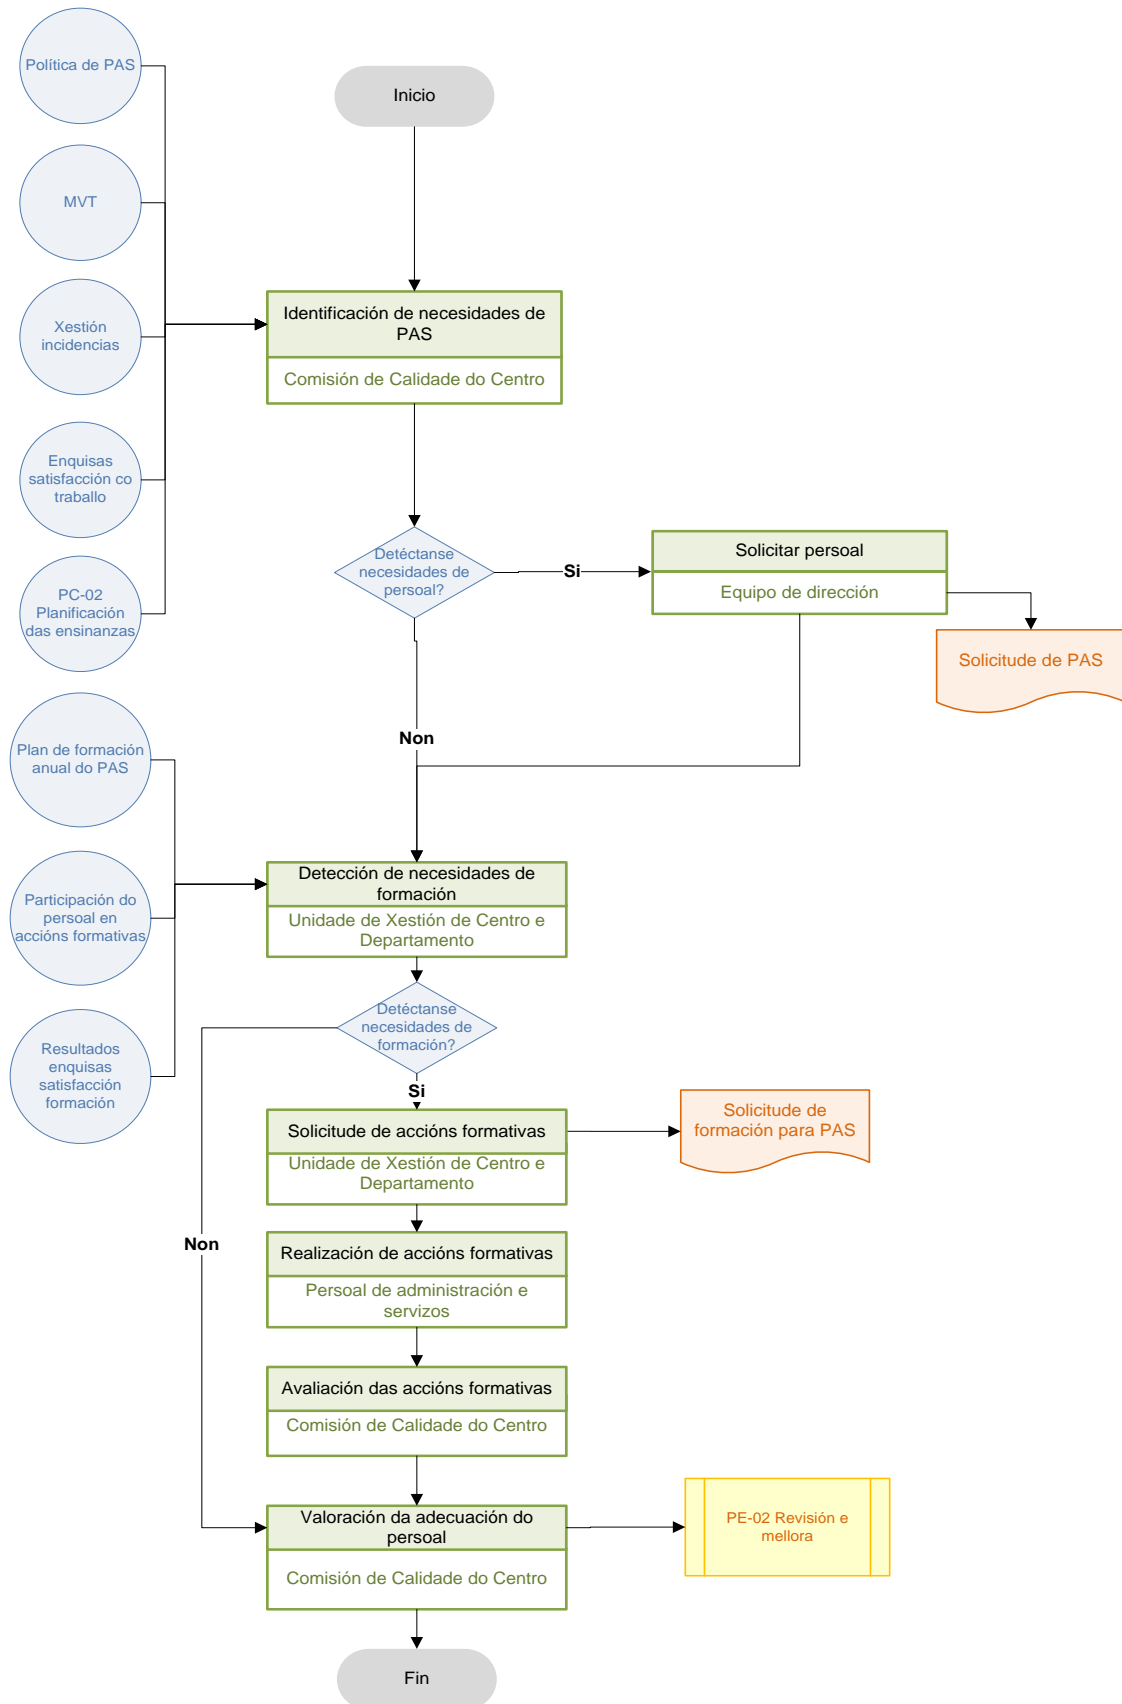 Política de PAS
Inicio
MVT
Xestión
incidencias
Identificación de necesidades de
PAS
Comisión de Calidade do Centro
Enquisas
satisfacción co
traballo
Detéctanse
necesidades de
persoal?
Si
Solicitar persoal
Equipo de dirección
PC-02
Planificación
das ensinanzas
Solicitude de PAS
Non
Plan de formación
anual do PAS
Detección de necesidades de
formación
Unidade de Xestión de Centro e
Departamento
Participación do
persoal en
accións formativas
Detéctanse
necesidades de
formación?
Resultados
enquisas
satisfacción
formación
Si
Solicitude de accións formativas
Unidade de Xestión de Centro e
Departamento
Solicitude de
formación para PAS
Non
Realización de accións formativas
Persoal de administración e
servizos
Avaliación das accións formativas
Comisión de Calidade do Centro
Valoración da adecuación do
persoal
Comisión de Calidade do Centro
PE-02 Revisión e
mellora
Fin